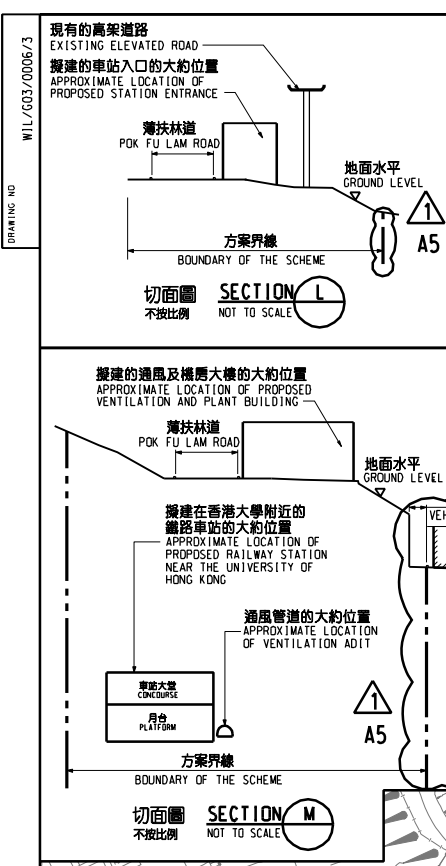 DRAWING NO
WIL/G03/0006/3
現有的高架道路
EXISTING ELEVATED ROAD
擬建的車站入口的大約位置
APPROXIMATE LOCATION OF
PROPOSED STATION ENTRANCE
薄扶林道
POK FU LAM ROAD
地面水平
GROUND LEVEL
1
A5
方案界線
BOUNDARY OF THE SCHEME
切面圖 SECTION L
不按比例 NOT TO SCALE
擬建的通風及機房大樓的大約位置
APPROXIMATE LOCATION OF PROPOSED
VENTILATION AND PLANT BUILDING
薄扶林道
POK FU LAM ROAD
地面水平
GROUND LEVEL
VEH
擬建在香港大學附近的
鐵路車站的大約位置
APPROXIMATE LOCATION OF
PROPOSED RAILWAY STATION
NEAR THE UNIVERSITY OF
HONG KONG
通風管道的大約位置
APPROXIMATE LOCATION
OF VENTILATION ADIT
車站大堂
CONCOURSE
月台
PLATFORM
1
A5
方案界線
BOUNDARY OF THE SCHEME
切面圖 SECTION M
不按比例 NOT TO SCALE